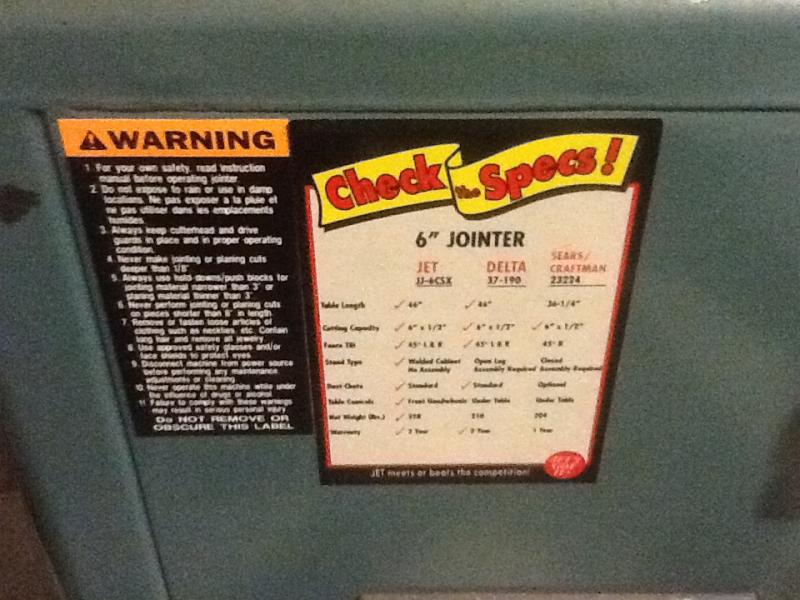 WARNING
1. For your own safety, read instruction
manual before operating jointer.
2. Do not expose to rain or use in damp
locations. Ne pas exposer a la pluie et
ne pas utiliser dans les emplacements
humides.
3. Always keep cutterhead and drive
guards in place and in proper operating
condition.
4. Never make jointing or planing cuts
deeper than 1/8"
5. Always use hold-downs/push blocks for
jointing material narrower than 3" or
planing material thinner than 3".
6. Never perform jointing or planing cuts
on pieces shorter than 8" in length.
7. Remove or fasten loose articles of
clothing such as neckties, etc. Contain
long hair and remove all jewelry.
8. Use approved safety glasses and/or
face shields to protect eyes.
9. Disconnect machine from power source
before performing any maintenance
adjustments or cleaning.
10. Never operate this machine while under
the influence of drugs or alcohol.
11. Failure to comply with these warnings
may result in serious personal injury.
Do NOT REMOVE OR
OBSCURE THIS LABEL
Check the Specs!
6" JOINTER
JET DELTA SEARS/
CRAFTMAN
JJ-6CSX 37-190 23224
Table Length ✓ 46" ✓ 46" 36-1/4"
Cutting Capacity ✓ 6" x 1/2" ✓ 6" x 1/2" ✓ 6" x 1/2"
Fence Tilt ✓ 45° L & R ✓ 45° L & R 45° R
Stand Type ✓ Welded Cabinet Open Leg Closed
No Assembly Assembly Required Assembly Required
Dust Chute ✓ Standard ✓ Standard Optional
Table Controls ✓ Front Handwheels Under Table Under Table
Net Weight (lbs.) ✓ 258 210 204
Warranty ✓ 2 Year ✓ 2 Year 1 Year
JET meets or beats the competition!